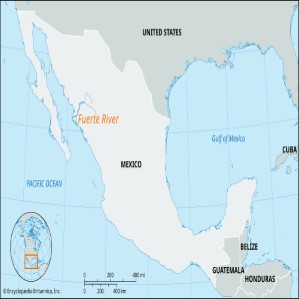 UNITED STATES
Fuerte River
Gulf of Mexico
CUBA
MEXICO
PACIFIC OCEAN
BELIZE
GUATEMALA
HONDURAS
0 200 400 mi
0 200 400 km
© Encyclopædia Britannica, Inc.